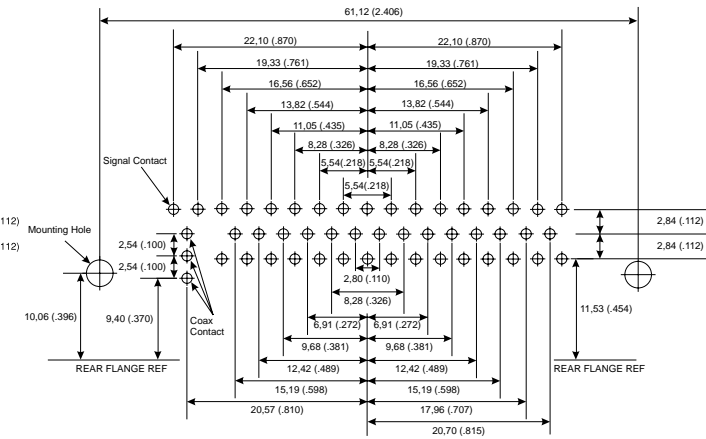 61,12 (2.406)
22,10 (.870) 22,10 (.870)
19,33 (.761) 19,33 (.761)
16,56 (.652) 16,56 (.652)
13,82 (.544) 13,82 (.544)
11,05 (.435) 11,05 (.435)
8,28 (.326) 8,28 (.326)
5,54(.218) 5,54(.218)
Signal Contact
5,54(.218)
.112) 2,84 (.112)
Mounting Hole
.112) 2,54 (.100) 2,84 (.112)
2,54 (.100)
2,80 (.110)
8,28 (.326)
10,06 (.396) 9,40 (.370) Coax
Contact
11,53 (.454)
6,91 (.272) 6,91 (.272)
9,68 (.381) 9,68 (.381)
REAR FLANGE REF 12,42 (.489) 12,42 (.489) REAR FLANGE REF
15,19 (.598) 15,19 (.598)
20,57 (.810) 17,96 (.707)
20,70 (.815)